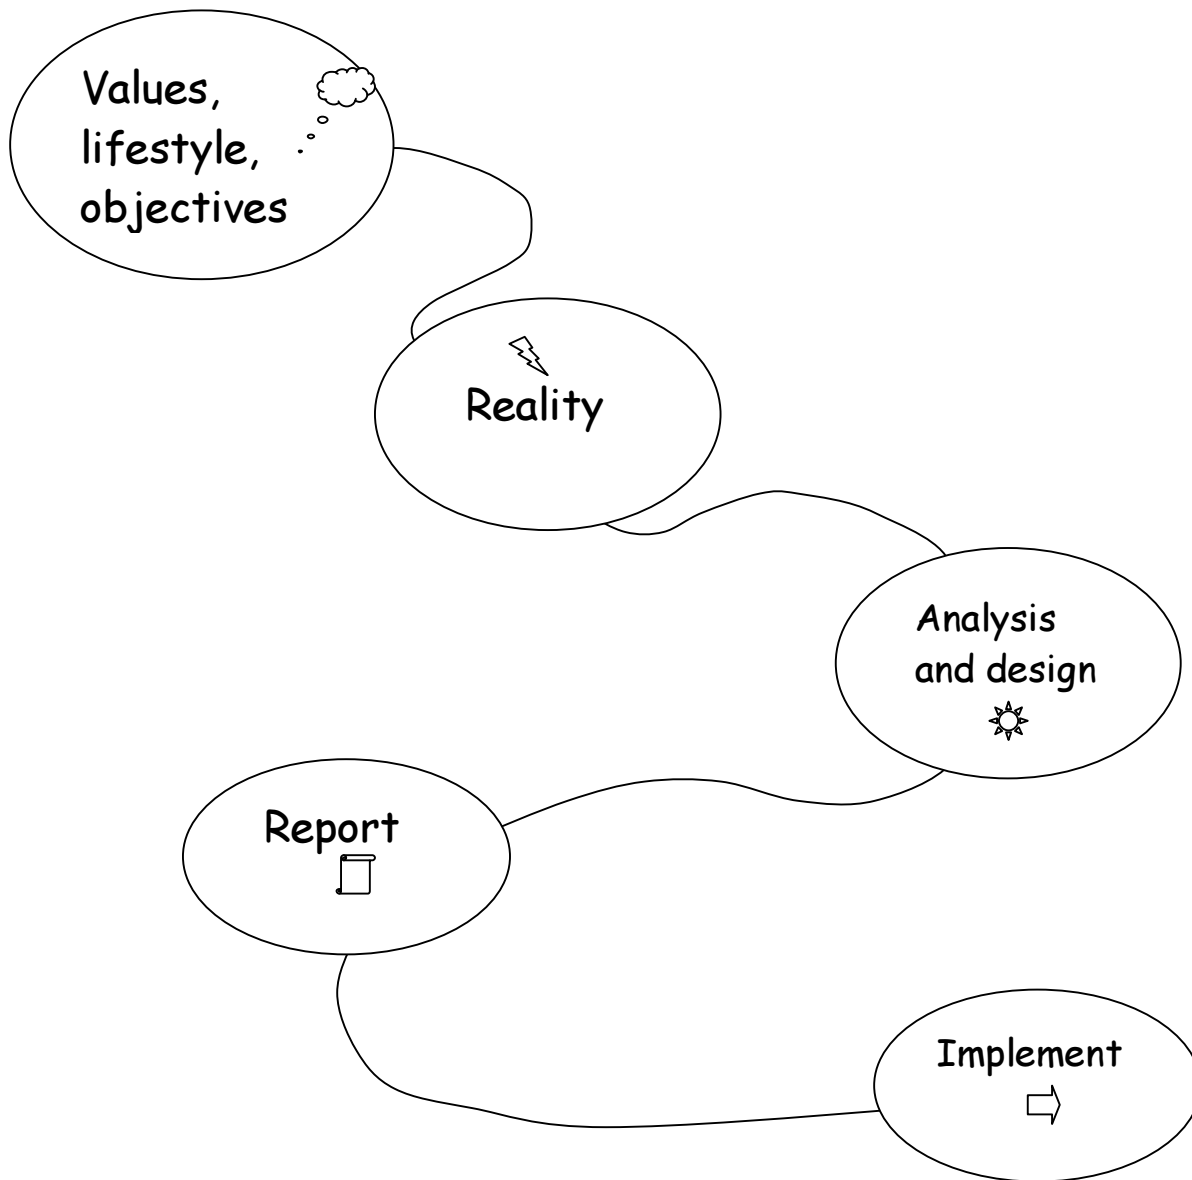 Values,
lifestyle,
objectives
Reality
Analysis
and design
Report
Implement